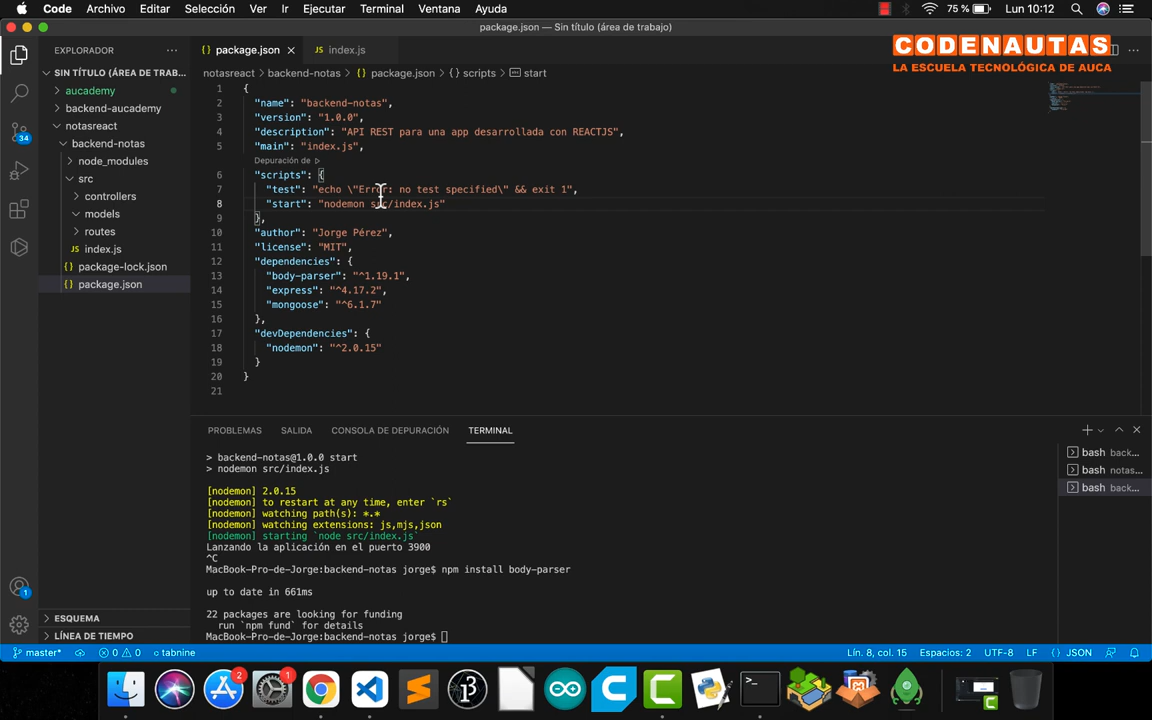 Code Archivo Editar Selección Ver Ir Ejecutar Terminal Ventana Ayuda 75 % Lun 10:12
package.json — Sin título (área de trabajo)
EXPLORADOR ··· package.json index.js
CODENAUTAS
LA ESCUELA TECNOLÓGICA DE AUCA
SIN TÍTULO (ÁREA DE TRAB...
notasreact > backend-notas > package.json > {} scripts > start
aucademy
backend-aucademy
notasreact
backend-notas
node_modules
src
controllers
models
routes
JS index.js
{} package-lock.json
{} package.json
34
1
ESQUEMA
LÍNEA DE TIEMPO
1 {
2 "name": "backend-notas",
3 "version": "1.0.0",
4 "description": "API REST para una app desarrollada con REACTJS",
5 "main": "index.js",
Depuración de
6 "scripts": {
7 "test": "echo \"Error: no test specified\" && exit 1",
8 "start": "nodemon src/index.js"
9 },
10 "author": "Jorge Pérez",
11 "license": "MIT",
12 "dependencies": {
13 "body-parser": "^1.19.1",
14 "express": "^4.17.2",
15 "mongoose": "^6.1.7"
16 },
17 "devDependencies": {
18 "nodemon": "^2.0.15"
19 }
20 }
21
PROBLEMAS SALIDA CONSOLA DE DEPURACIÓN TERMINAL
> backend-notas@1.0.0 start
> nodemon src/index.js
[nodemon] 2.0.15
[nodemon] to restart at any time, enter `rs`
[nodemon] watching path(s): *.*
[nodemon] watching extensions: js,mjs,json
[nodemon] starting `node src/index.js`
Lanzando la aplicación en el puerto 3900
^C
MacBook-Pro-de-Jorge:backend-notas jorge$ npm install body-parser
up to date in 661ms
22 packages are looking for funding
run `npm fund` for details
MacBook-Pro-de-Jorge:backend-notas jorge$
bash back...
bash notas...
bash back...
master* 0 0 tabnine Lín. 8, col. 15 Espacios: 2 UTF-8 LF {} JSON
2 1